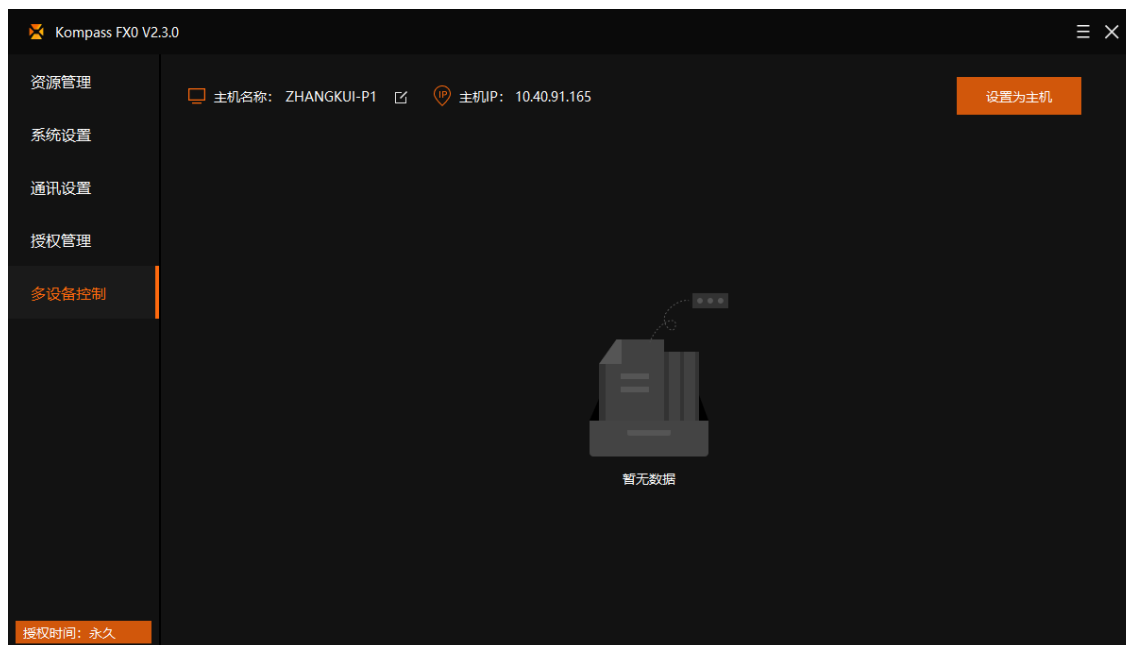 Kompass FX0 V2.3.0
资源管理
系统设置
通讯设置
授权管理
多设备控制
主机名称： ZHANGKUI-P1 IP 主机IP： 10.40.91.165
设置为主机
暂无数据
授权时间：永久